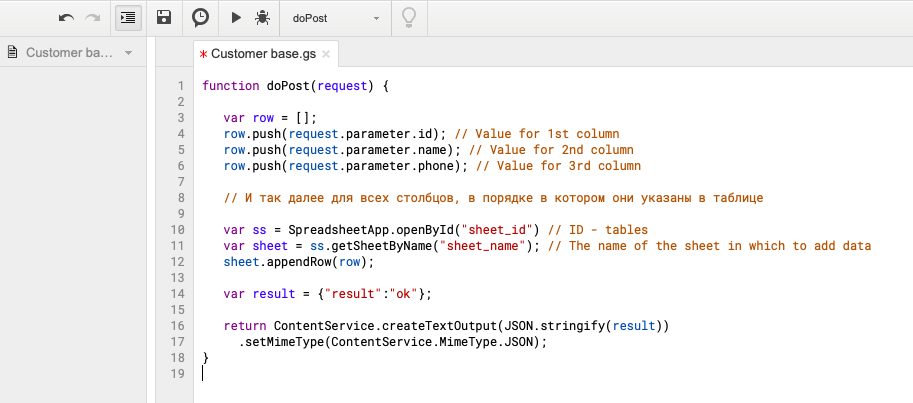 doPost
Customer ba...
* Customer base.gs ×
1 function doPost(request) {
2
3 var row = [];
4 row.push(request.parameter.id); // Value for 1st column
5 row.push(request.parameter.name); // Value for 2nd column
6 row.push(request.parameter.phone); // Value for 3rd column
7
8 // И так далее для всех столбцов, в порядке в котором они указаны в таблице
9
10 var ss = SpreadsheetApp.openById("sheet_id") // ID - tables
11 var sheet = ss.getSheetByName("sheet_name"); // The name of the sheet in which to add data
12 sheet.appendRow(row);
13
14 var result = {"result":"ok"};
15
16 return ContentService.createTextOutput(JSON.stringify(result))
17 .setMimeType(ContentService.MimeType.JSON);
18 }
19